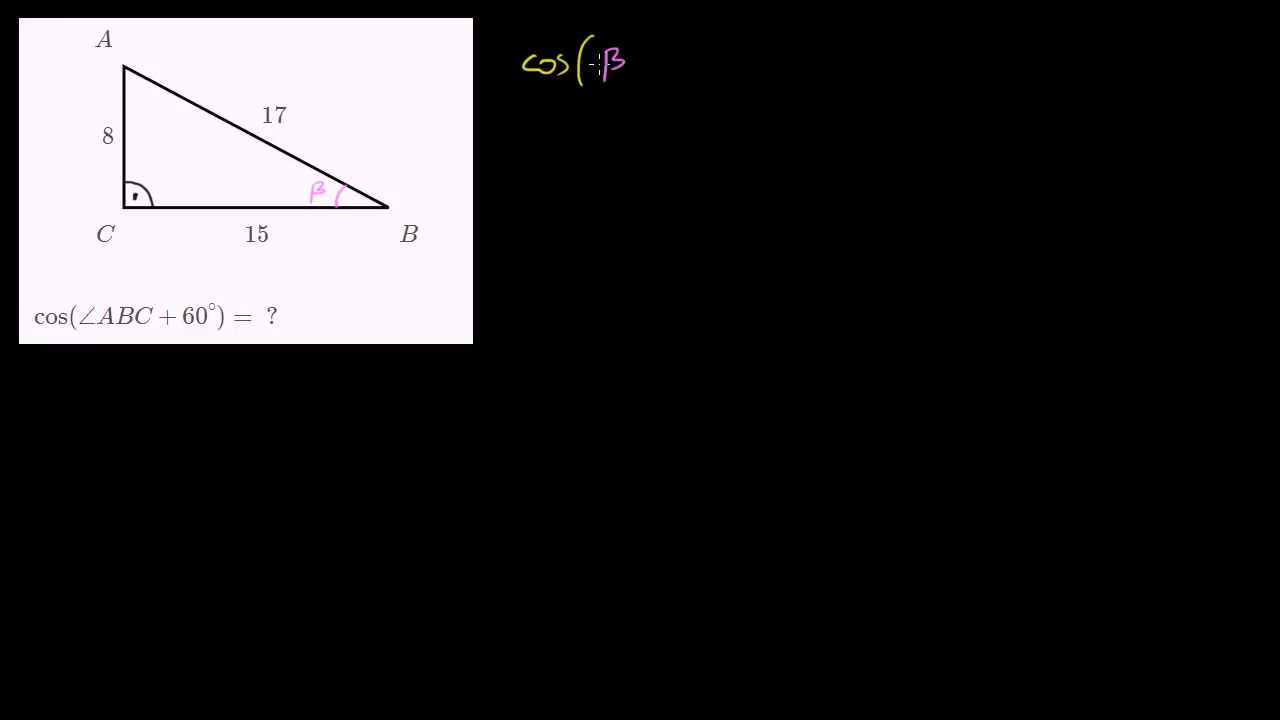 A
17
8
β
C
15
B
cos(∠ABC + 60°) = ?
cos(β